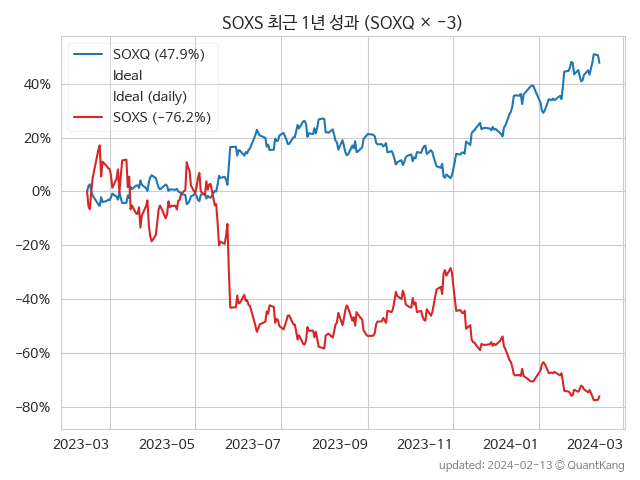 SOXS 최근 1년 성과 (SOXQ × −3)
SOXQ (47.9%)
Ideal
Ideal (daily)
SOXS (−76.2%)
40%
20%
0%
−20%
−40%
−60%
−80%
2023-03 2023-05 2023-07 2023-09 2023-11 2024-01 2024-03
updated: 2024-02-13 © QuantKang